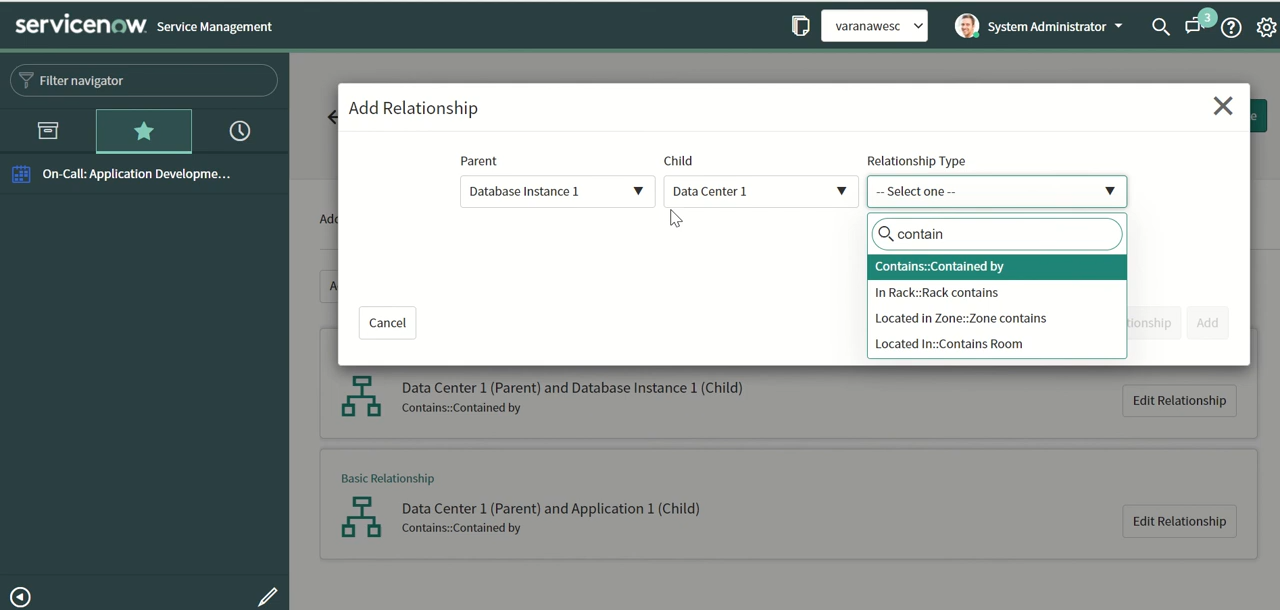 servicenow Service Management
varanawesc
System Administrator
3
Filter navigator
On-Call: Application Developme...
Add Relationship
Parent
Child
Relationship Type
Database Instance 1
Data Center 1
-- Select one --
contain
Contains::Contained by
In Rack::Rack contains
Located in Zone::Zone contains
Located In::Contains Room
Cancel
tionship
Add
Data Center 1 (Parent) and Database Instance 1 (Child)
Contains::Contained by
Edit Relationship
Basic Relationship
Data Center 1 (Parent) and Application 1 (Child)
Contains::Contained by
Edit Relationship